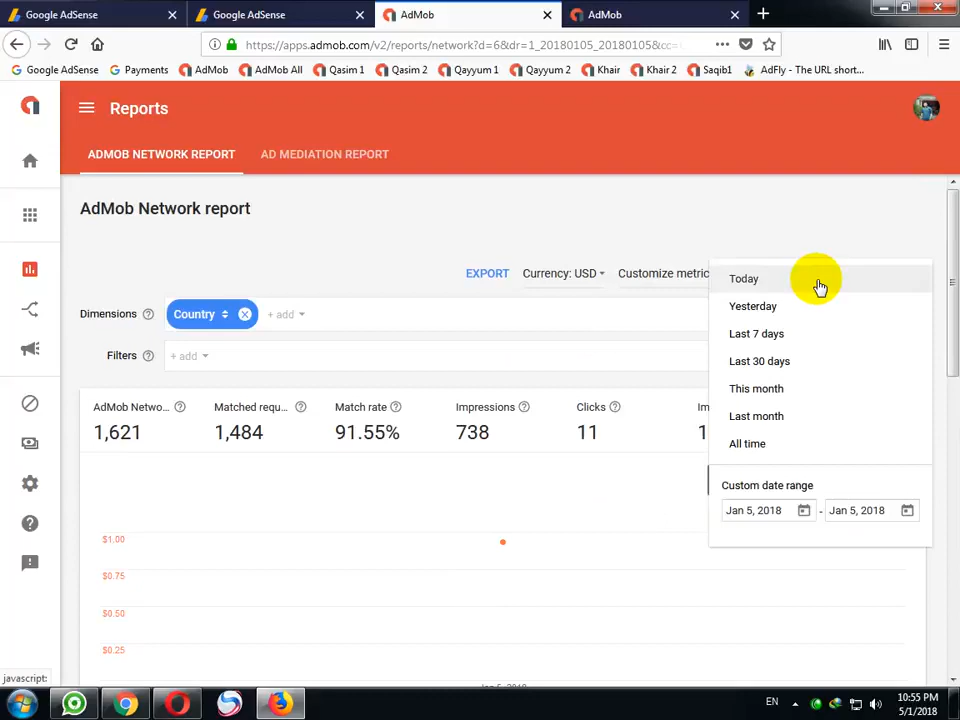 Google AdSense
Google AdSense
AdMob
AdMob
https://apps.admob.com/v2/reports/network?d=6&dr=1_20180105_20180105&cc=
Google AdSense
Payments
AdMob
AdMob All
Qasim 1
Qasim 2
Qayyum 1
Qayyum 2
Khair
Khair 2
Saqib1
AdFly - The URL short...
Reports
ADMOB NETWORK REPORT
AD MEDIATION REPORT
AdMob Network report
EXPORT
Currency: USD
Customize metric
Today
Yesterday
Last 7 days
Last 30 days
This month
Last month
All time
Custom date range
Jan 5, 2018 - Jan 5, 2018
Dimensions
Country
+ add
Filters
+ add
AdMob Netwo...
Matched requ...
Match rate
Impressions
Clicks
1,621
1,484
91.55%
738
11
$1.00
$0.75
$0.50
$0.25
javascript:
EN
10:55 PM
5/1/2018